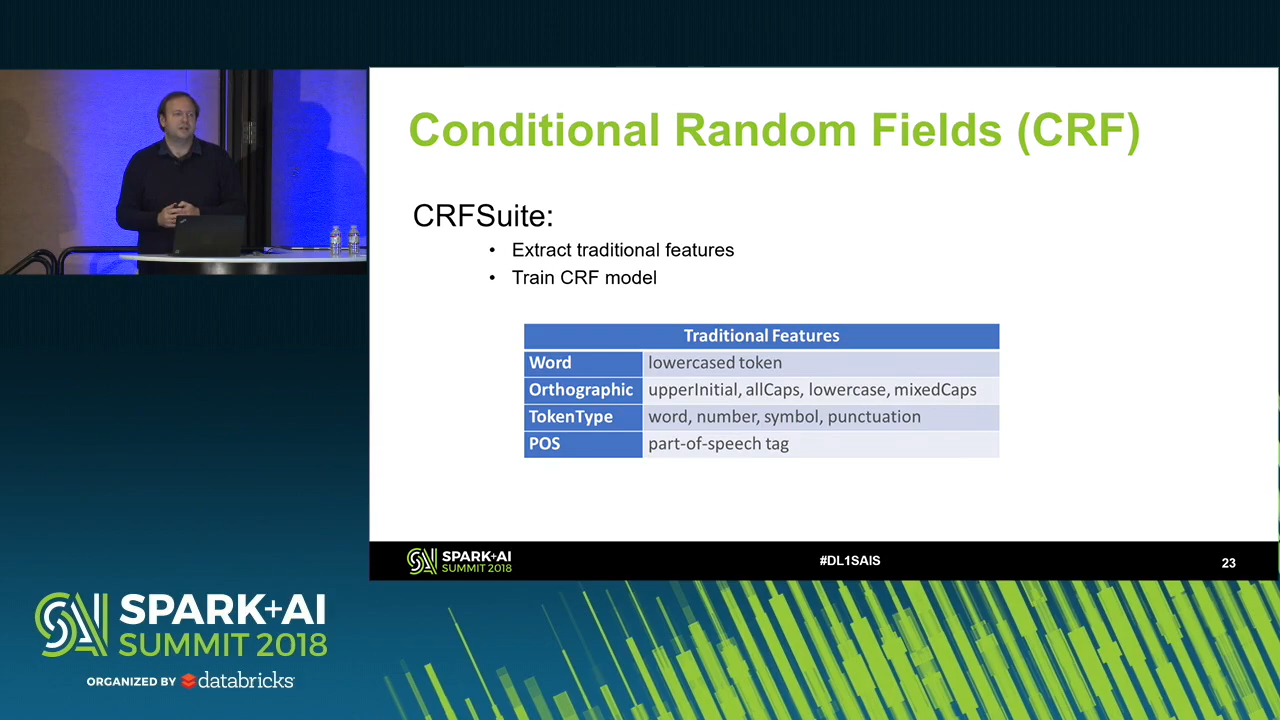 Conditional Random Fields (CRF)
CRFSuite:
• Extract traditional features
• Train CRF model
Traditional Features
Word lowercased token
Orthographic upperInitial, allCaps, lowercase, mixedCaps
TokenType word, number, symbol, punctuation
POS part-of-speech tag
SPARK+AI
SUMMIT 2018
#DL1SAIS
23
SPARK+AI
SUMMIT 2018
ORGANIZED BY databricks